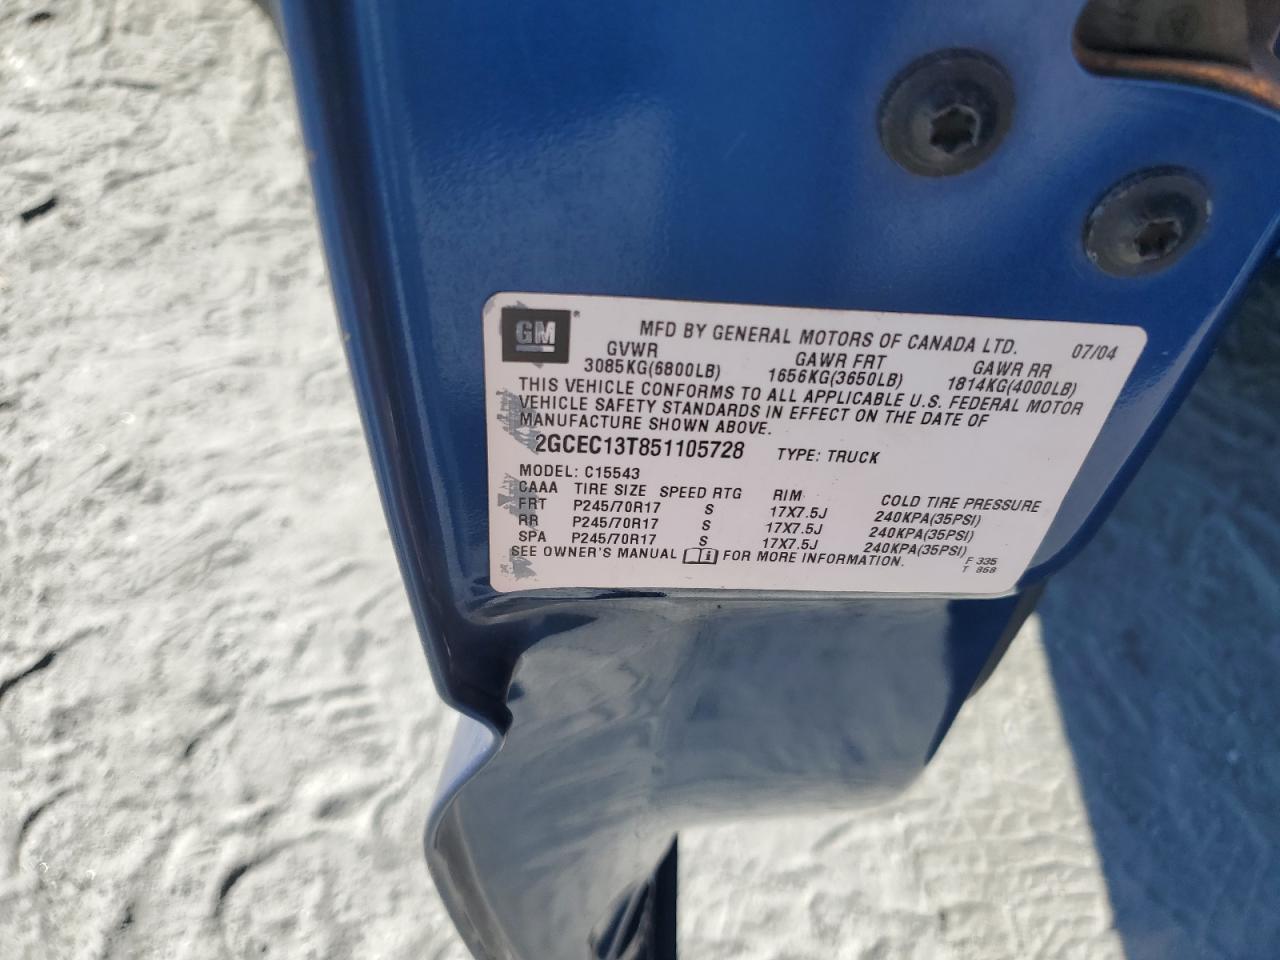 GM ® MFD BY GENERAL MOTORS OF CANADA LTD. 07/04
GVWR GAWR FRT GAWR RR
3085KG(6800LB) 1656KG(3650LB) 1814KG(4000LB)
THIS VEHICLE CONFORMS TO ALL APPLICABLE U.S. FEDERAL MOTOR
VEHICLE SAFETY STANDARDS IN EFFECT ON THE DATE OF
MANUFACTURE SHOWN ABOVE.
2GCEC13T851105728 TYPE: TRUCK
MODEL: C15543
CAAA TIRE SIZE SPEED RTG RIM COLD TIRE PRESSURE
FRT P245/70R17 S 17X7.5J 240KPA(35PSI)
RR P245/70R17 S 17X7.5J 240KPA(35PSI)
SPA P245/70R17 S 17X7.5J 240KPA(35PSI)
SEE OWNER'S MANUAL i FOR MORE INFORMATION. F 335
T 868